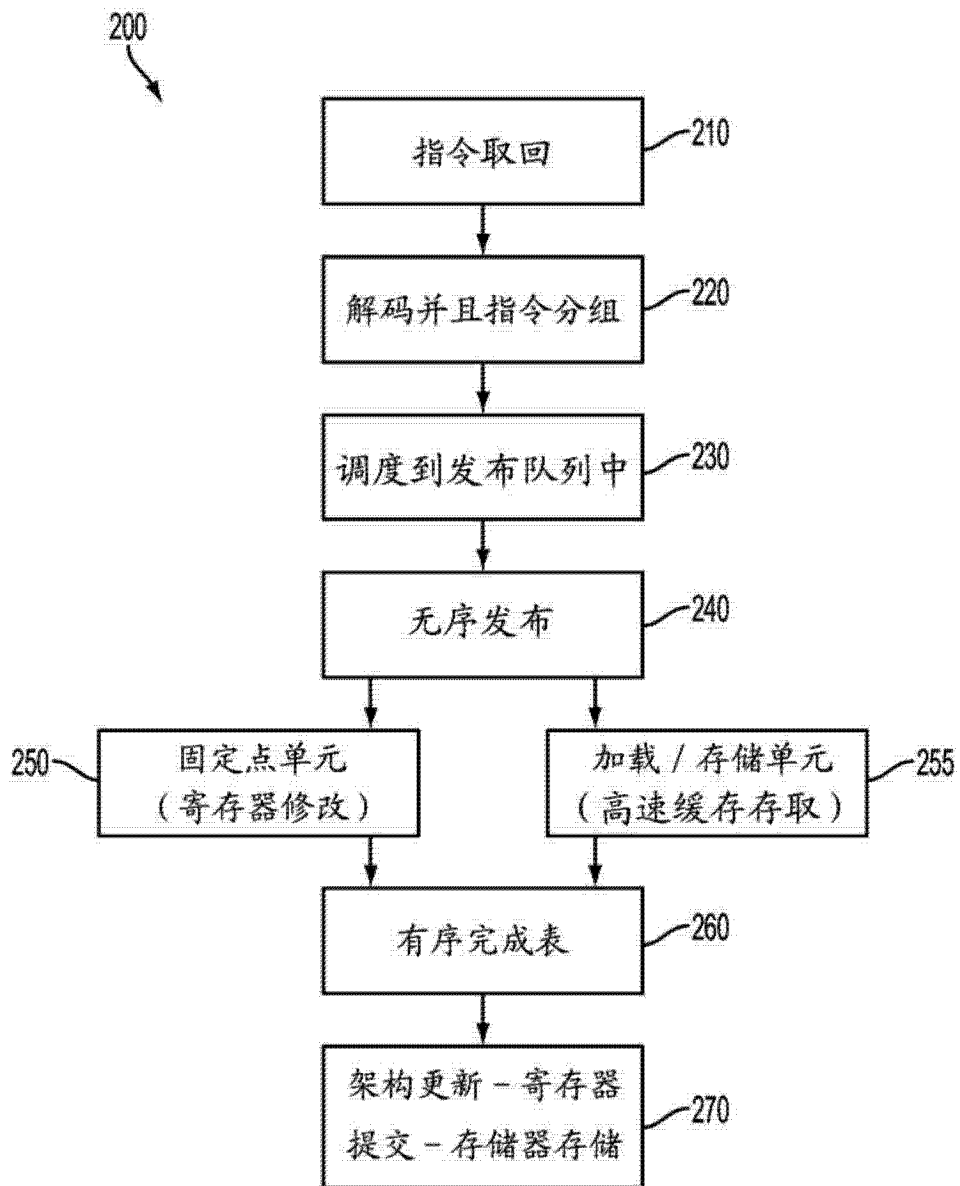 200
指令取回
210
解码并且指令分组
220
调度到发布队列中
230
无序发布
240
250
固定点单元
(寄存器修改)
加载/存储单元
(高速缓存存取)
255
有序完成表
260
架构更新-寄存器
提交-存储器存储
270